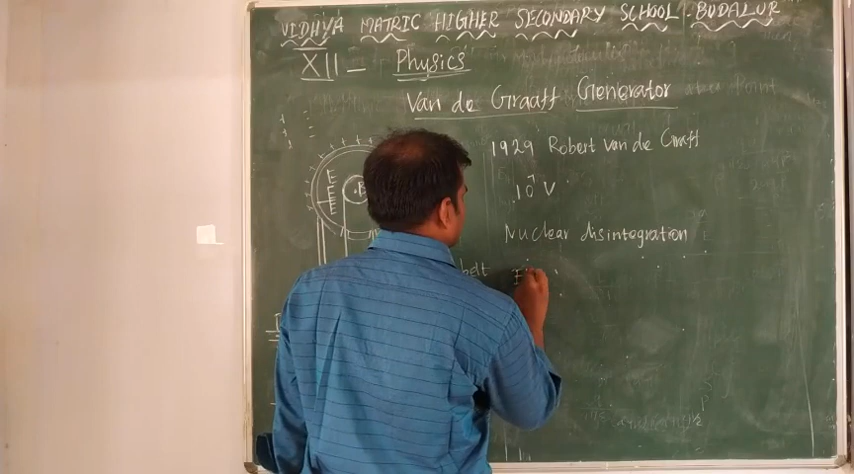 VIDHYA MATRIC HIGHER SECONDARY SCHOOL. BUDALUR
XII - Physics
Van de Graaff Generator
1929 Robert van de Graff
10⁷ V
B
E
E
E
E
Nuclear disintegration
belt